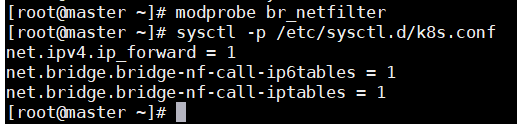 [root@master ~]# modprobe br_netfilter
[root@master ~]# sysctl -p /etc/sysctl.d/k8s.conf
net.ipv4.ip_forward = 1
net.bridge.bridge-nf-call-ip6tables = 1
net.bridge.bridge-nf-call-iptables = 1
[root@master ~]#